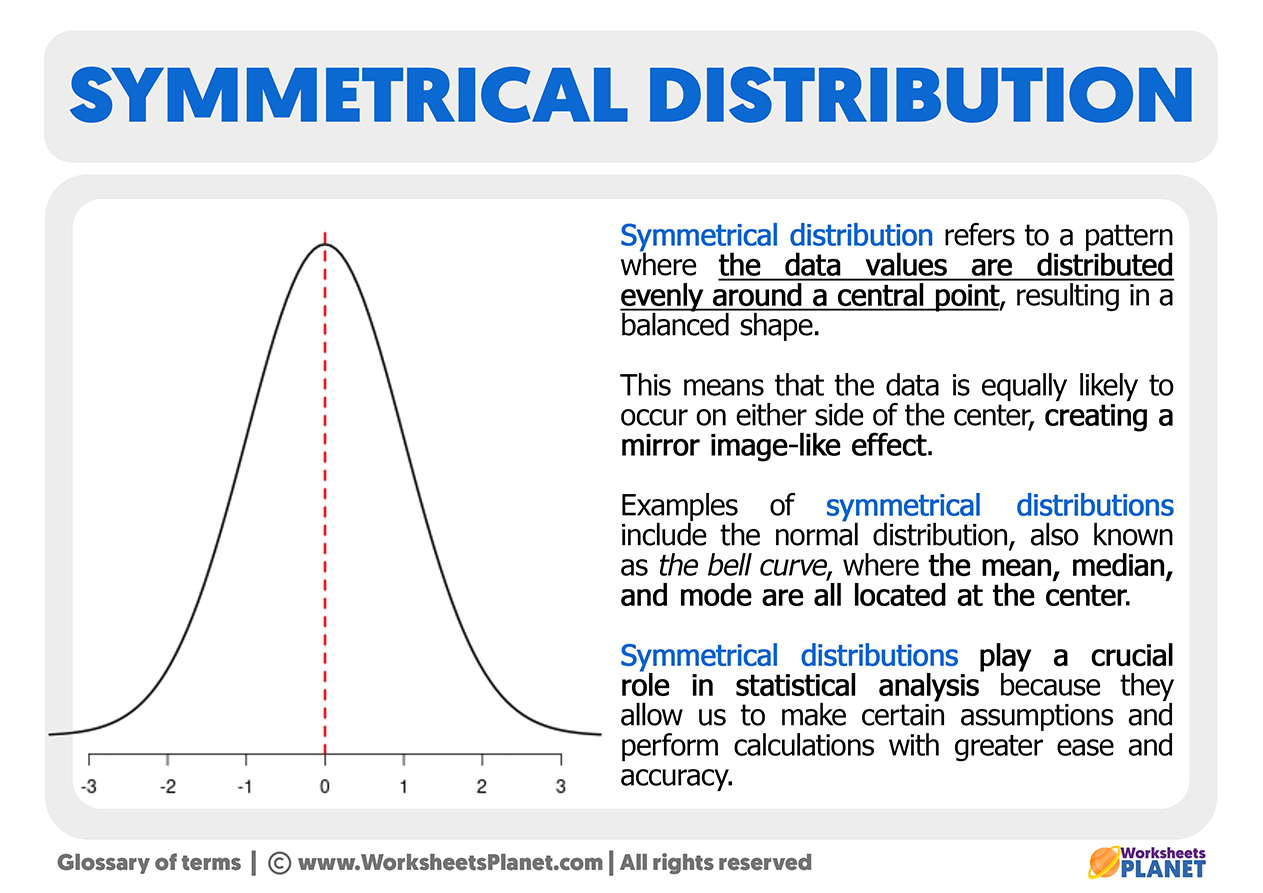 SYMMETRICAL DISTRIBUTION
Symmetrical distribution refers to a pattern
where the data values are distributed
evenly around a central point, resulting in a
balanced shape.
This means that the data is equally likely to
occur on either side of the center, creating a
mirror image-like effect.
Examples of symmetrical distributions
include the normal distribution, also known
as the bell curve, where the mean, median,
and mode are all located at the center.
Symmetrical distributions play a crucial
role in statistical analysis because they
allow us to make certain assumptions and
perform calculations with greater ease and
accuracy.
-3 -2 -1 0 1 2 3
Glossary of terms | © www.WorksheetsPlanet.com | All rights reserved
Worksheets
PLANET